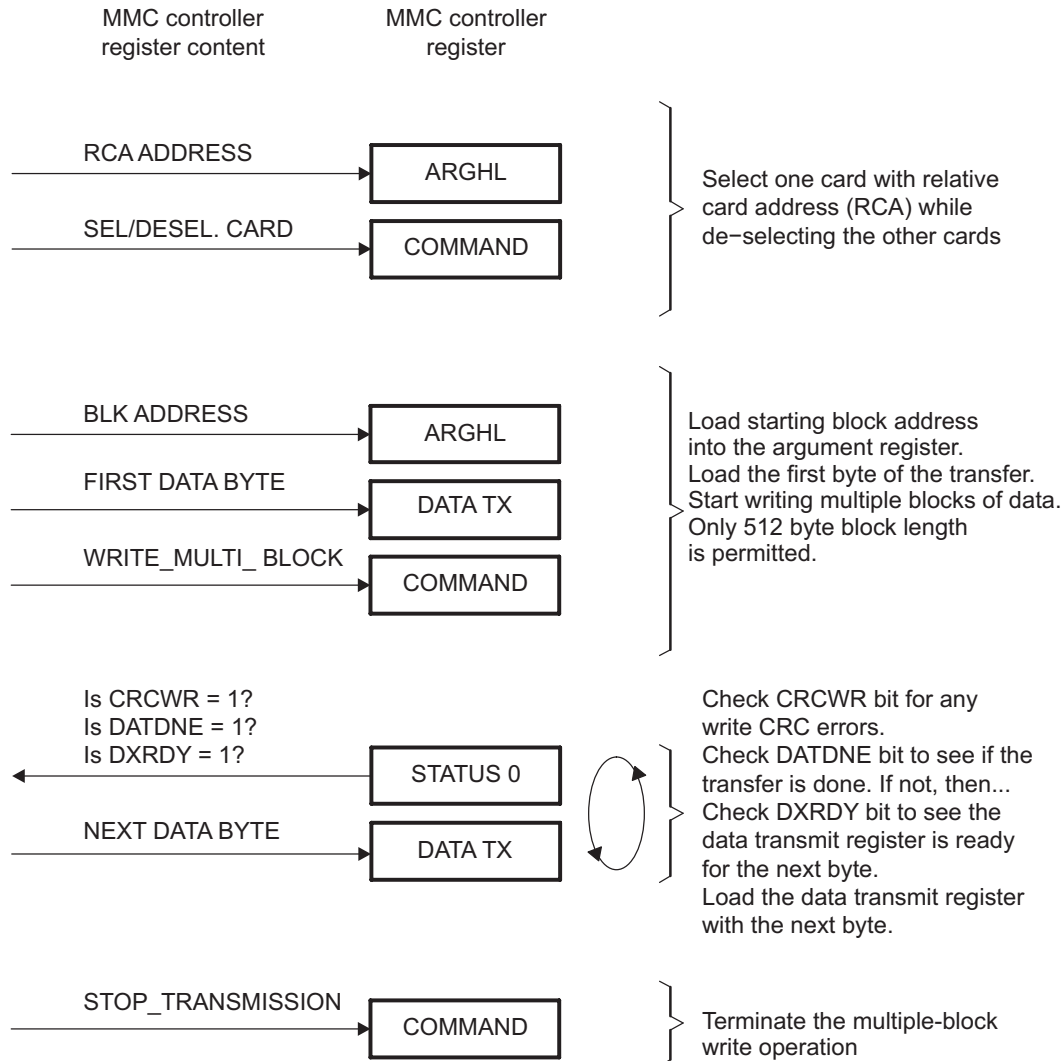 MMC controller
register content
MMC controller
register
RCA ADDRESS
ARGHL
SEL/DESEL. CARD
COMMAND
Select one card with relative
card address (RCA) while
de−selecting the other cards
BLK ADDRESS
ARGHL
FIRST DATA BYTE
DATA TX
WRITE_MULTI_ BLOCK
COMMAND
Load starting block address
into the argument register.
Load the first byte of the transfer.
Start writing multiple blocks of data.
Only 512 byte block length
is permitted.
Is CRCWR = 1?
Is DATDNE = 1?
Is DXRDY = 1?
STATUS 0
NEXT DATA BYTE
DATA TX
Check CRCWR bit for any
write CRC errors.
Check DATDNE bit to see if the
transfer is done. If not, then...
Check DXRDY bit to see the
data transmit register is ready
for the next byte.
Load the data transmit register
with the next byte.
STOP_TRANSMISSION
COMMAND
Terminate the multiple-block
write operation